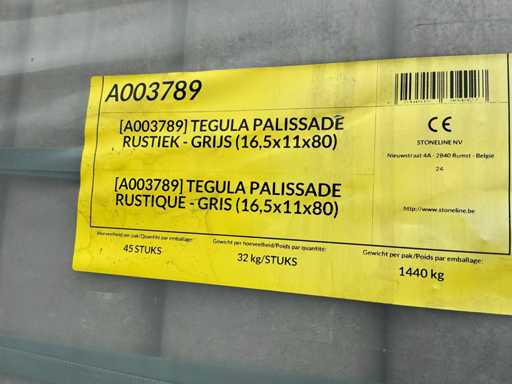 A003789
[A003789] TEGULA PALISSADE
RUSTIEK - GRIJS (16,5x11x80)
[A003789] TEGULA PALISSADE
RUSTIQUE - GRIS (16,5x11x80)
Hoeveelheid per pak/Quantité par emballage:
45 STUKS
Gewicht per hoeveelheid/Poids par quantité:
32 kg/STUKS
CE
STONELINE NV
Nieuwstraat 4A - 2840 Rumst - België
24
http://www.stoneline.be
Gewicht per pak/Poids par emballage:
1440 kg